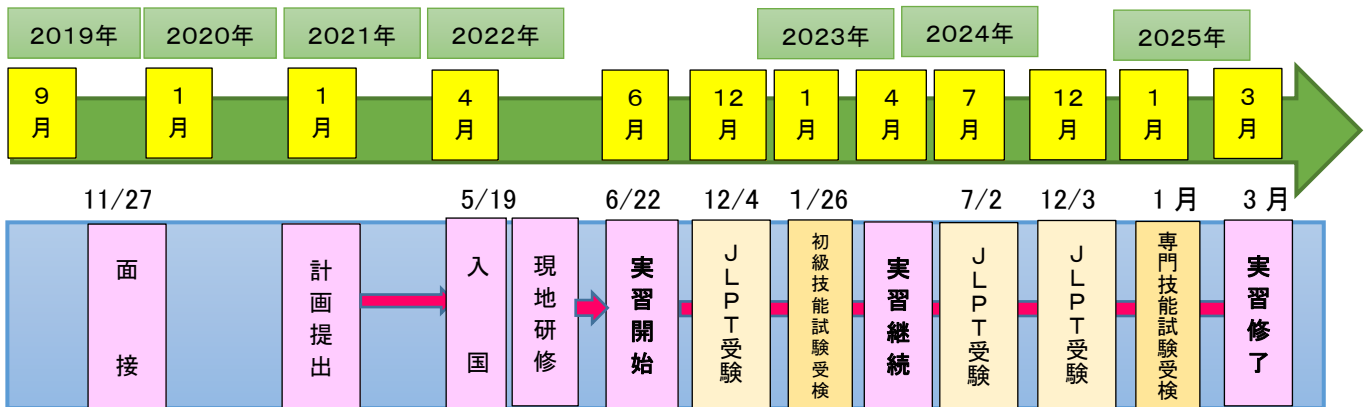 2019年
2020年
2021年
2022年
2023年
2024年
2025年
9月
1月
1月
4月
6月
12月
1月
4月
7月
12月
1月
3月
11/27
5/19
6/22
12/4
1/26
7/2
12/3
1月
3月
面接
計画提出
入国
現地研修
実習開始
JLPT受験
初級技能試験受検
実習継続
JLPT受験
JLPT受験
専門技能試験受検
実習修了